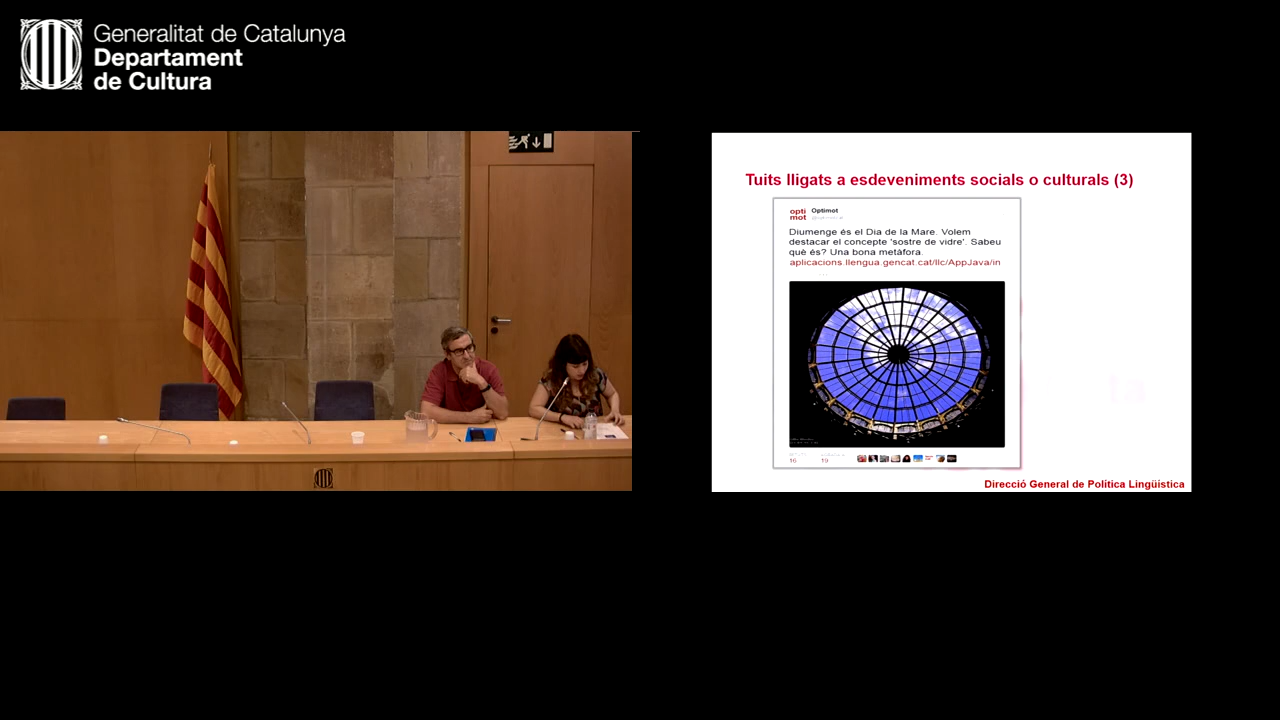 Generalitat de Catalunya
Departament
de Cultura
Tuits lligats a esdeveniments socials o culturals (3)
opti
mot
Optimot
Diumenge és el Dia de la Mare. Volem
destacar el concepte 'sostre de vidre'. Sabeu
què és? Una bona metàfora.
aplicacions.llengua.gencat.cat/llc/AppJava/in
...
16
19
Direcció General de Política Lingüística